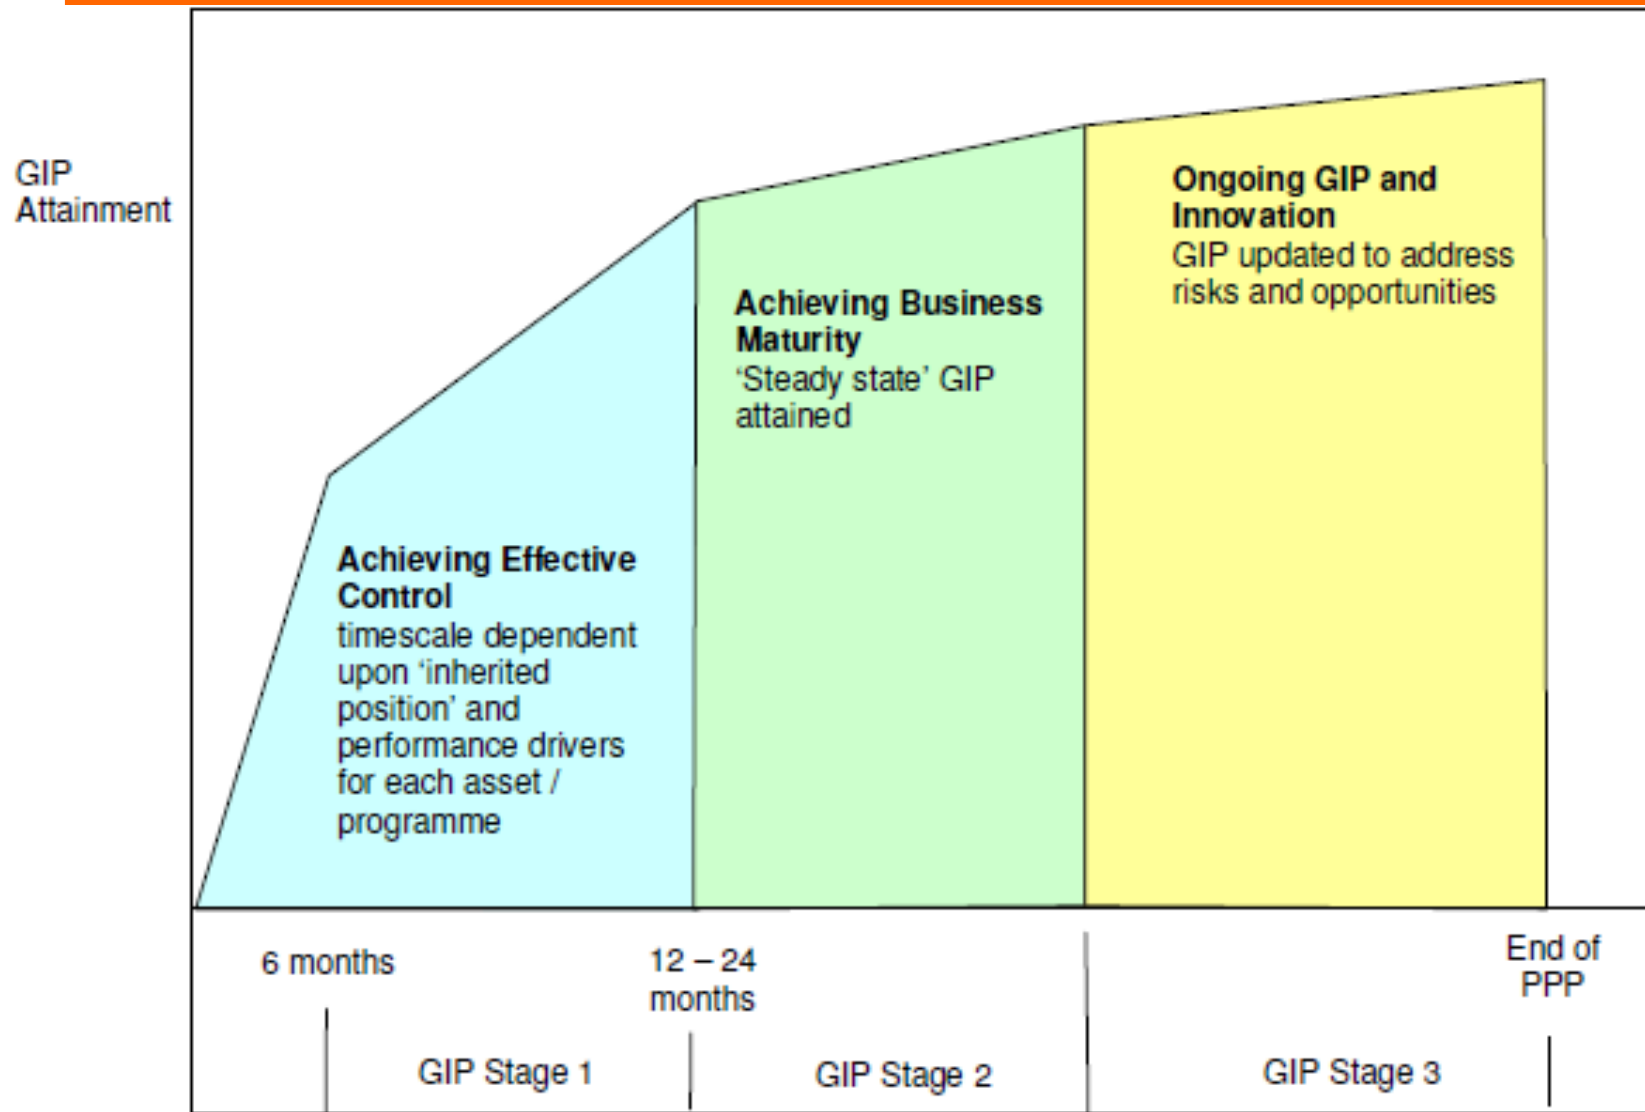 GIP
Attainment
Ongoing GIP and
Innovation
GIP updated to address
risks and opportunities
Achieving Business
Maturity
‘Steady state’ GIP
attained
Achieving Effective
Control
timescale dependent
upon ‘inherited
position’ and
performance drivers
for each asset /
programme
6 months
12 – 24
months
End of
PPP
GIP Stage 1
GIP Stage 2
GIP Stage 3